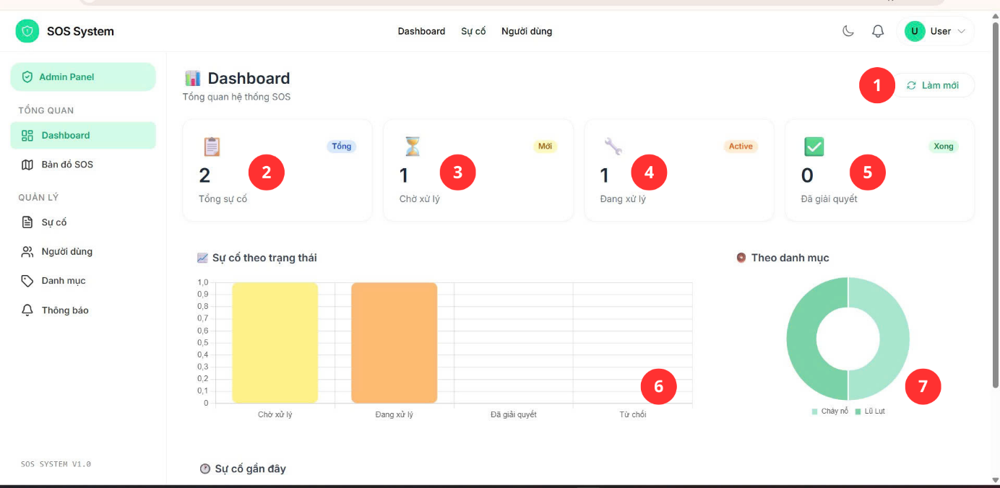 SOS System
Dashboard Sự cố Người dùng
U User
Admin Panel
TỔNG QUAN
Dashboard
Bản đồ SOS
QUẢN LÝ
Sự cố
Người dùng
Danh mục
Thông báo
SOS SYSTEM V1.0
Dashboard
Tổng quan hệ thống SOS
1 Làm mới
Tổng
2 2
Tổng sự cố
Mới
1 3
Chờ xử lý
Active
1 4
Đang xử lý
Xong
0 5
Đã giải quyết
Sự cố theo trạng thái
1,0
0,9
0,8
0,7
0,6
0,5
0,4
0,3
0,2
0,1
0
6
Chờ xử lý Đang xử lý Đã giải quyết Từ chối
Theo danh mục
7
Cháy nổ Lũ Lụt
Sự cố gần đây